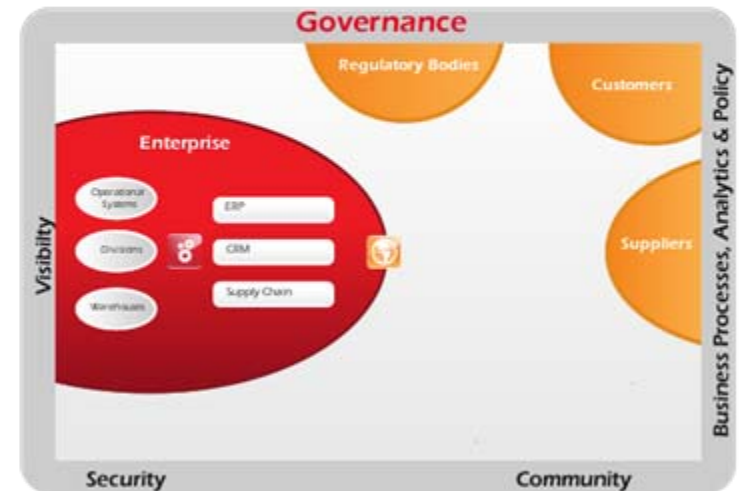 Governance
Regulatory Bodies
Customers
Enterprise
Operational
Systems
ERP
Divisions
CRM
Suppliers
Warehouses
Supply Chain
Visibilty
Business Processes, Analytics & Policy
Security
Community